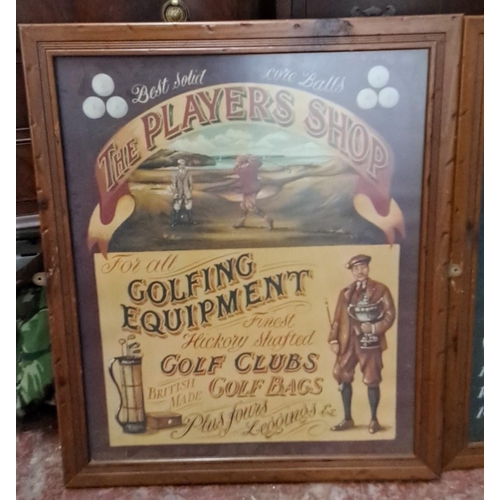 Best Solid core Balls
THE PLAYERS SHOP
For all
GOLFING
EQUIPMENT
Finest
Hickory shafted
GOLF CLUBS
BRITISH MADE GOLF BAGS
Plus fours
Leggings &c